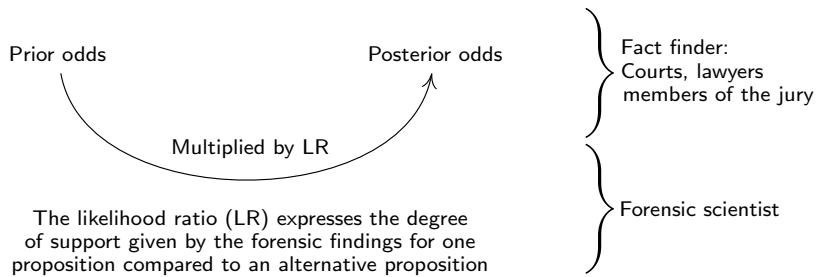 Prior odds
Posterior odds
Fact finder:
Courts, lawyers
members of the jury
Multiplied by LR
The likelihood ratio (LR) expresses the degree
of support given by the forensic findings for one
proposition compared to an alternative proposition
Forensic scientist